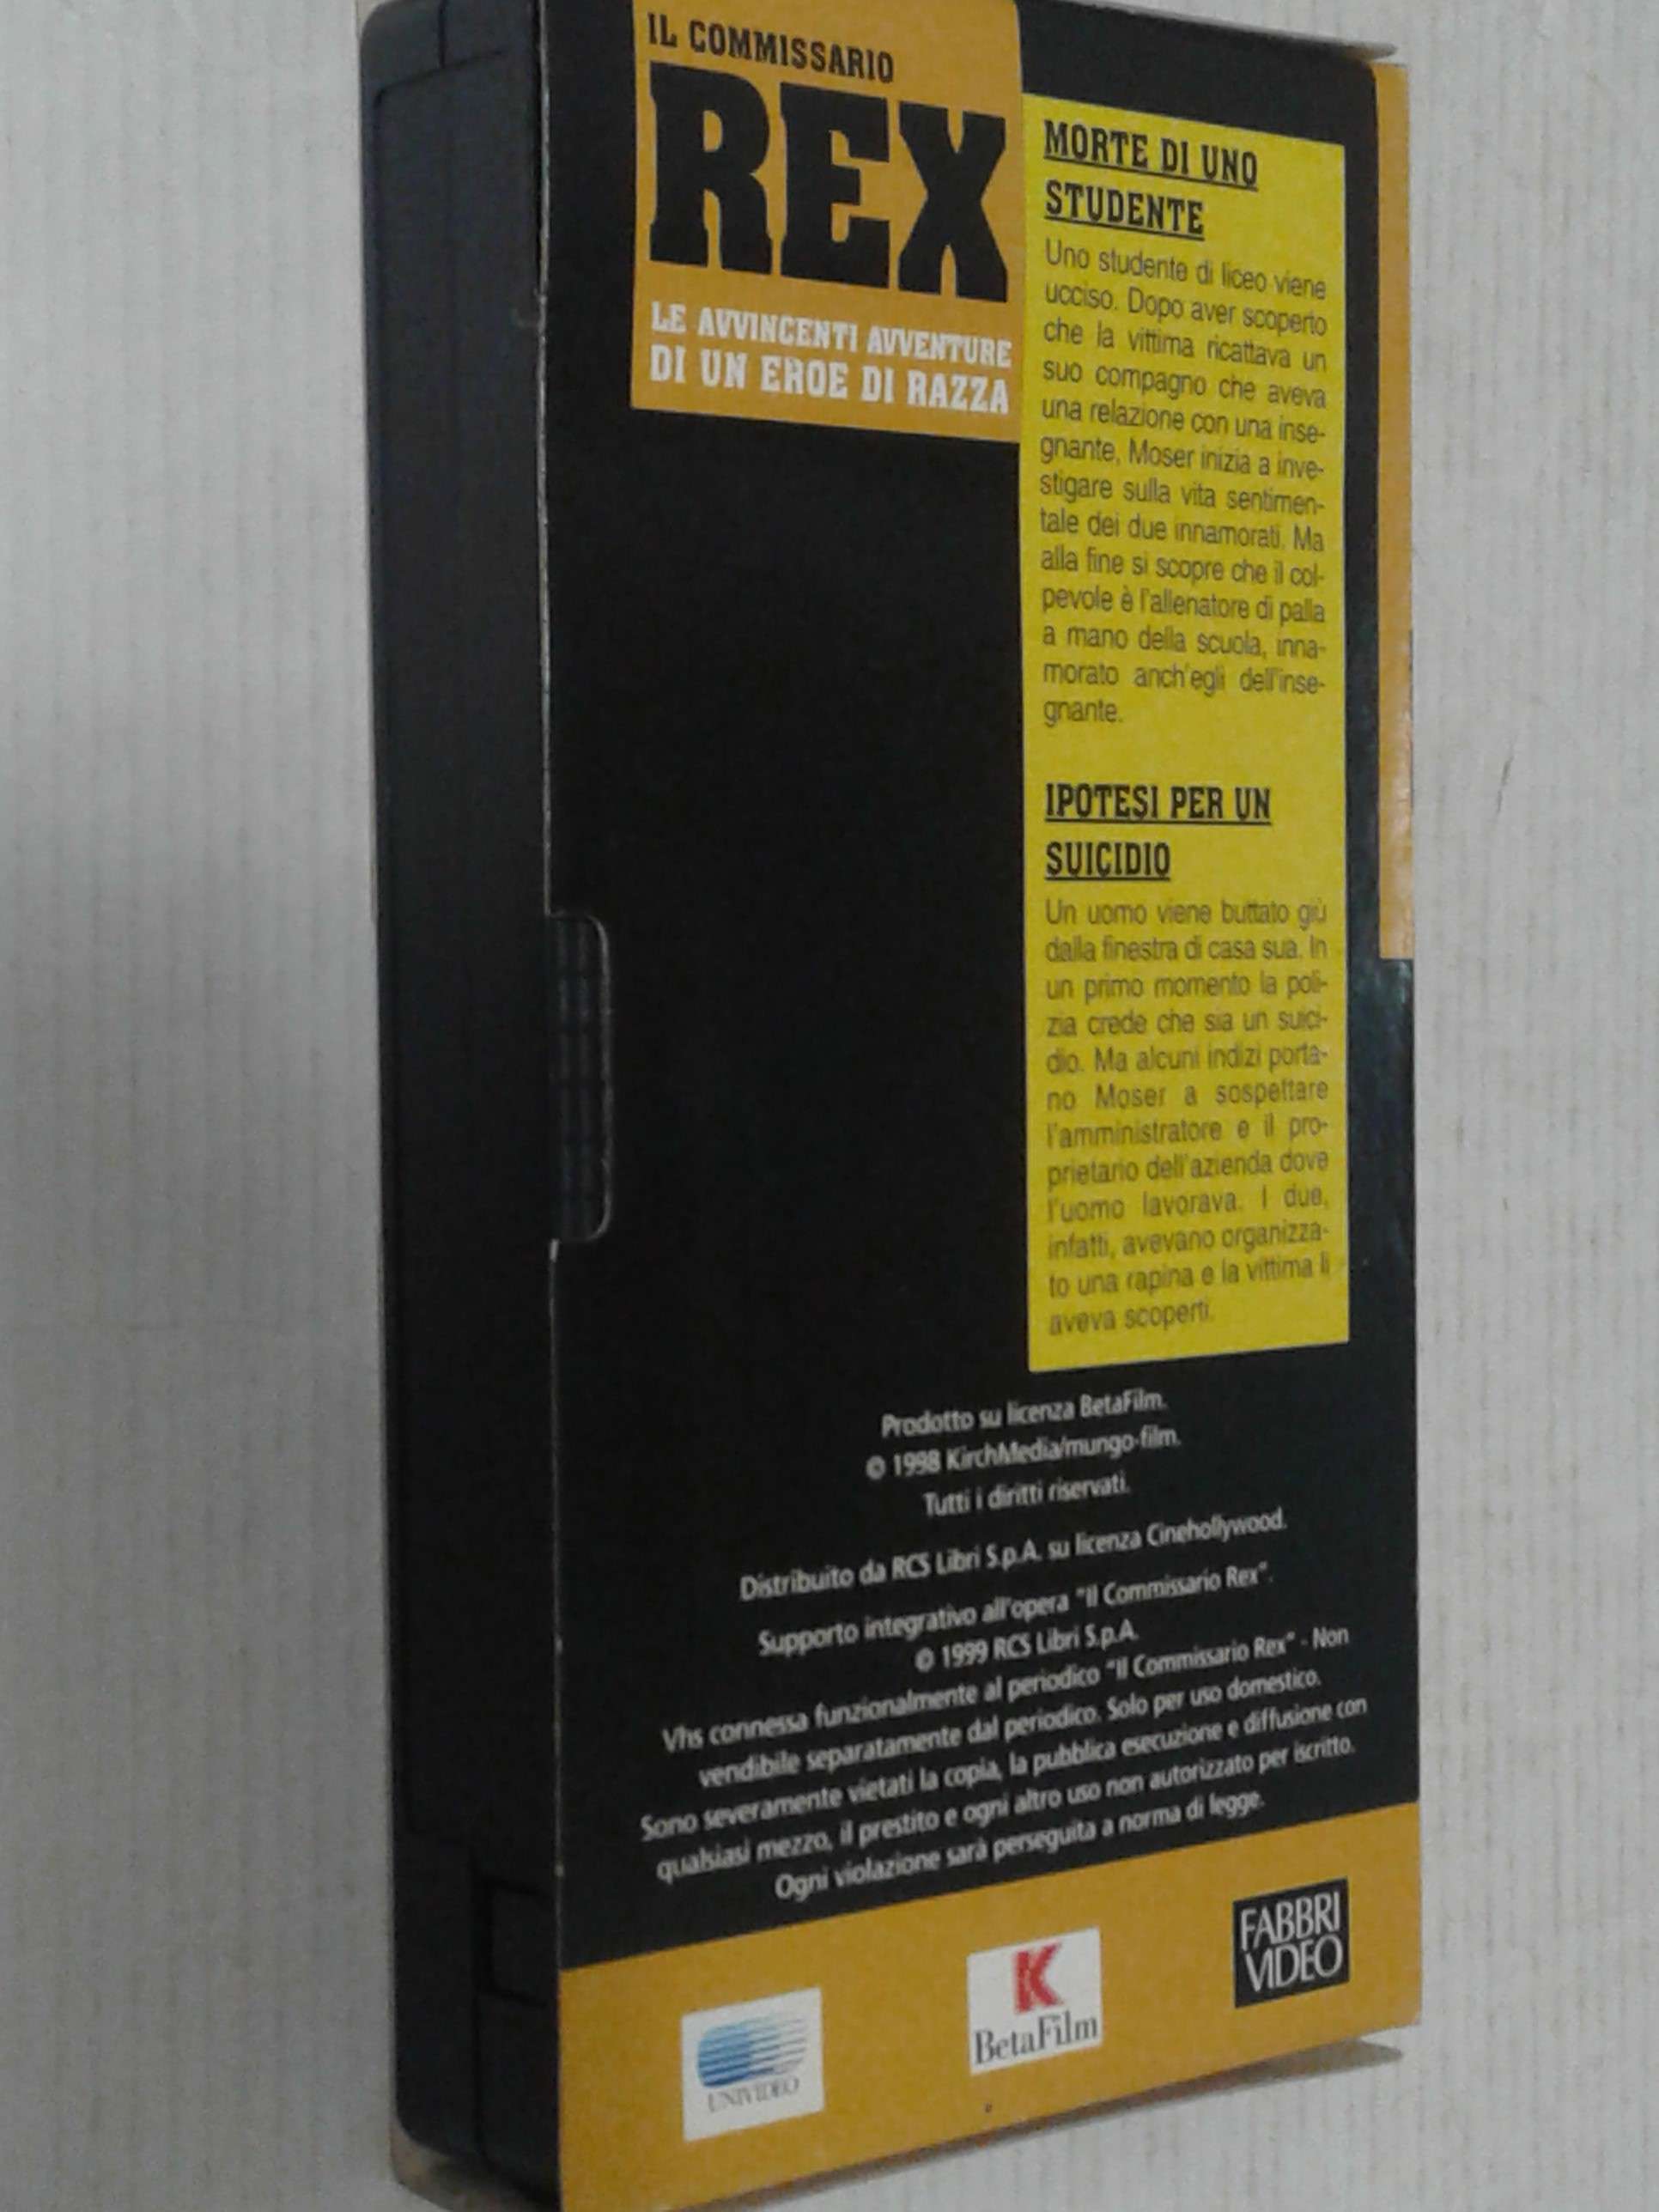 IL COMMISSARIO
REX
LE AVVINCENTI AVVENTURE
DI UN EROE DI RAZZA
MORTE DI UNO
STUDENTE
Uno studente di liceo viene
ucciso. Dopo aver scoperto
che la vittima ricattava un
suo compagno che aveva
una relazione con una inse-
gnante, Moser inizia a inve-
stigare sulla vita sentimen-
tale dei due innamorati. Ma
alla fine si scopre che il col-
pevole è l'allenatore di palla
a mano della scuola, inna-
morato anch'egli dell'inse-
gnante.
IPOTESI PER UN
SUICIDIO
Un uomo viene buttato giù
dalla finestra di casa sua. In
un primo momento la poli-
zia crede che sia un suici-
dio. Ma alcuni indizi porta-
no Moser a sospettare
l'amministratore e il pro-
prietario dell'azienda dove
l'uomo lavorava. I due,
infatti, avevano organizza-
to una rapina e la vittima li
aveva scoperti.
Prodotto su licenza BetaFilm.
© 1998 KirchMedia/mungo-film.
Tutti i diritti riservati.
Distribuito da RCS Libri S.p.A. su licenza Cinehollywood.
Supporto integrativo all'opera "Il Commissario Rex".
© 1999 RCS Libri S.p.A.
Vhs connessa funzionalmente al periodico "Il Commissario Rex" - Non
vendibile separatamente dal periodico. Solo per uso domestico.
Sono severamente vietati la copia, la pubblica esecuzione e diffusione con
qualsiasi mezzo, il prestito e ogni altro uso non autorizzato per iscritto.
Ogni violazione sarà perseguita a norma di legge.
UNIVIDEO
K
BetaFilm
FABBRI
VIDEO